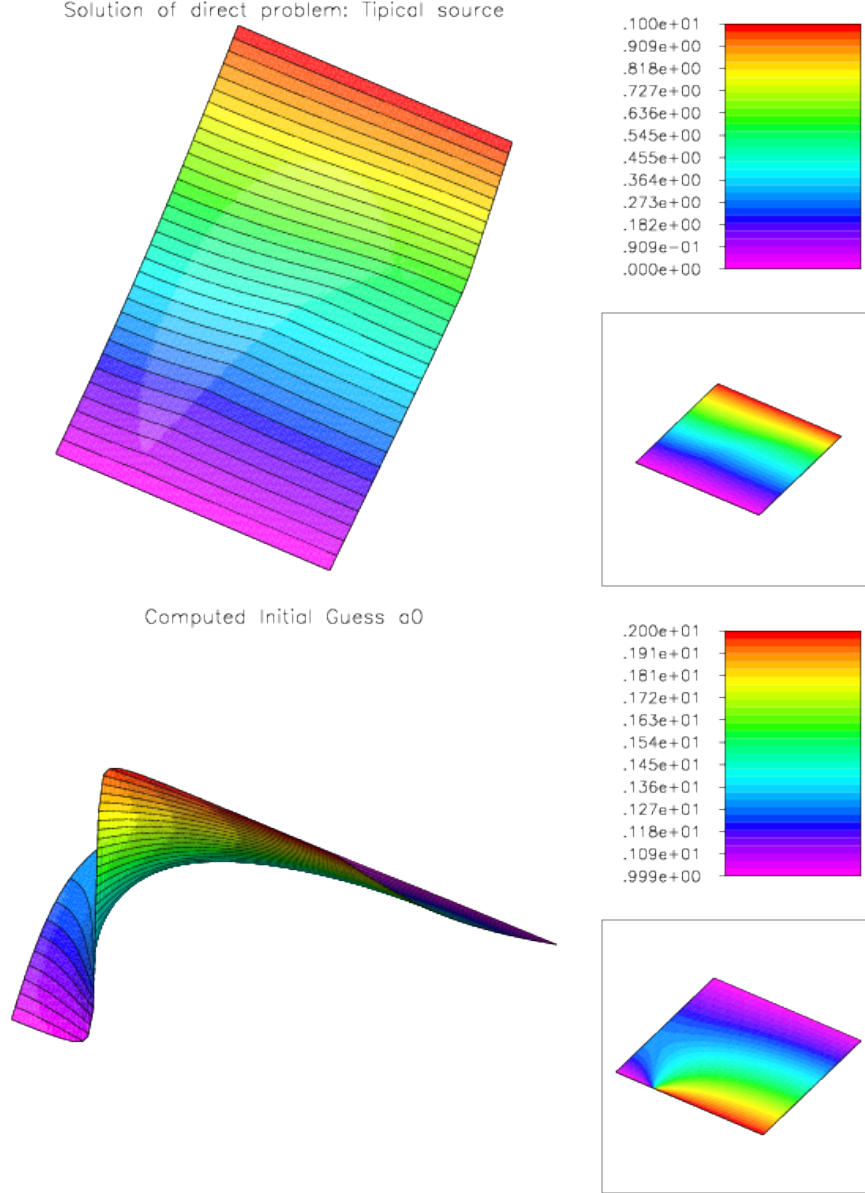 Solution of direct problem: Tipical source
.100e+01
.909e+00
.818e+00
.727e+00
.636e+00
.545e+00
.455e+00
.364e+00
.273e+00
.182e+00
.909e-01
.000e+00
Computed Initial Guess a0
.200e+01
.191e+01
.181e+01
.172e+01
.163e+01
.154e+01
.145e+01
.136e+01
.127e+01
.118e+01
.109e+01
.999e+00